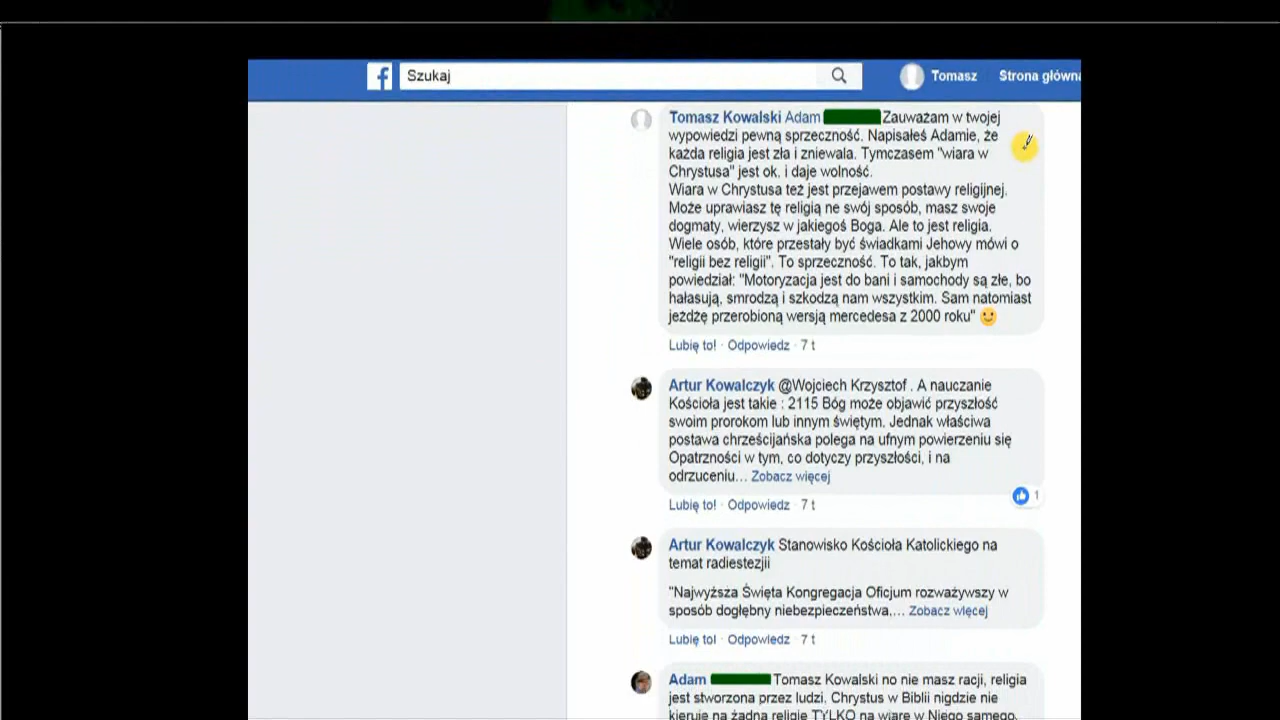 f Szukaj Tomasz Strona główna
Tomasz Kowalski Adam Zauważam w twojej
wypowiedzi pewną sprzeczność. Napisałeś Adamie, że
każda religia jest zła i zniewala. Tymczasem "wiara w
Chrystusa" jest ok. i daje wolność.
Wiara w Chrystusa też jest przejawem postawy religijnej.
Może uprawiasz tę religią ne swój sposób, masz swoje
dogmaty, wierzysz w jakiegoś Boga. Ale to jest religia.
Wiele osób, które przestały być świadkami Jehowy mówi o
"religii bez religii". To sprzeczność. To tak, jakbym
powiedział: "Motoryzacja jest do bani i samochody są złe, bo
hałasują, smrodzą i szkodzą nam wszystkim. Sam natomiast
jeżdżę przerobioną wersją mercedesa z 2000 roku" 🙂
Lubię to! · Odpowiedz · 7 t
Artur Kowalczyk @Wojciech Krzysztof . A nauczanie
Kościoła jest takie : 2115 Bóg może objawić przyszłość
swoim prorokom lub innym świętym. Jednak właściwa
postawa chrześcijańska polega na ufnym powierzeniu się
Opatrzności w tym, co dotyczy przyszłości, i na
odrzuceniu... Zobacz więcej
1
Lubię to! · Odpowiedz · 7 t
Artur Kowalczyk Stanowisko Kościoła Katolickiego na
temat radiestezjii
"Najwyższa Święta Kongregacja Oficjum rozważywszy w
sposób dogłębny niebezpieczeństwa,... Zobacz więcej
Lubię to! · Odpowiedz · 7 t
Adam Tomasz Kowalski no nie masz racji, religia
jest stworzona przez ludzi. Chrystus w Biblii nigdzie nie
kieruje na żadną religię TYLKO na wiarę w Niego samego.